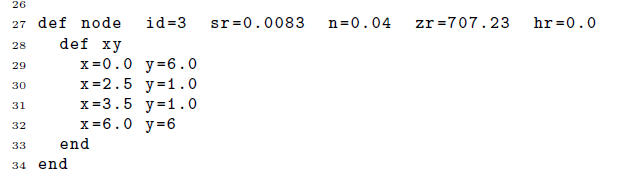 26
27 def node id=3 sr=0.0083 n=0.04 zr=707.23 hr=0.0
28 def xy
29 x=0.0 y=6.0
30 x=2.5 y=1.0
31 x=3.5 y=1.0
32 x=6.0 y=6
33 end
34 end